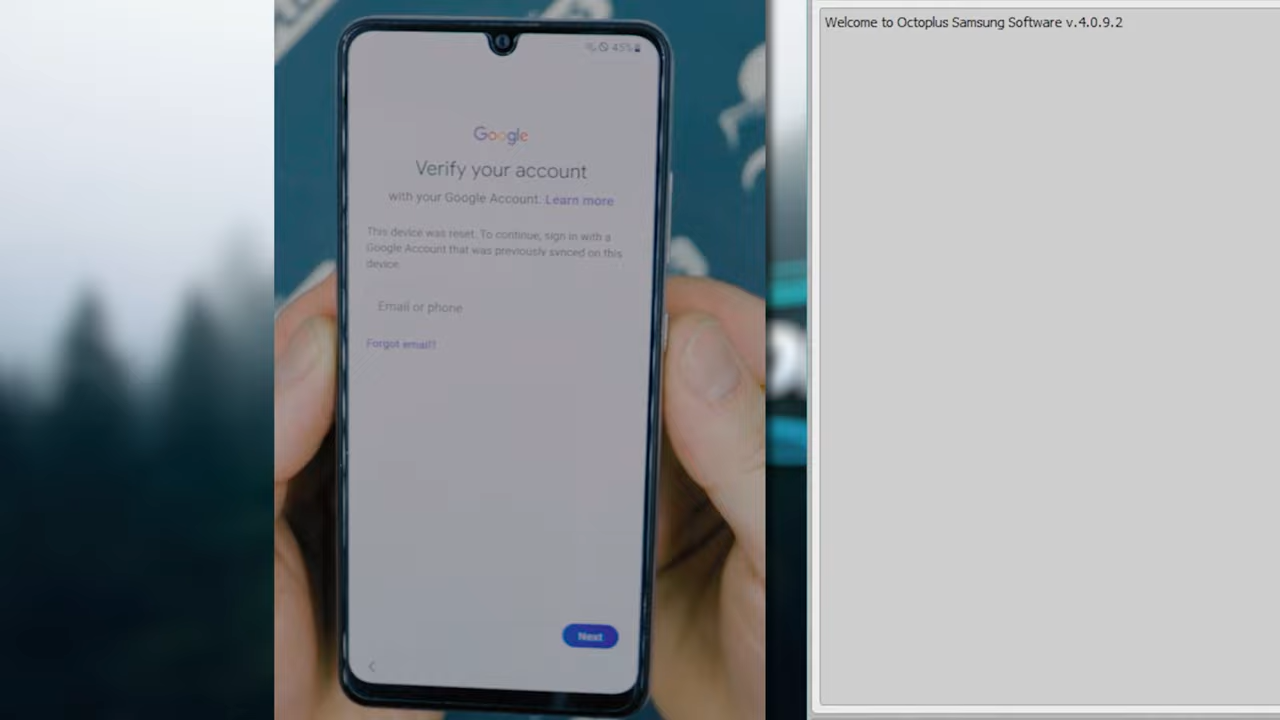 45%
Google
Verify your account
with your Google Account. Learn more
This device was reset. To continue, sign in with a
Google Account that was previously synced on this
device.
Email or phone
Forgot email?
Next
Welcome to Octoplus Samsung Software v.4.0.9.2